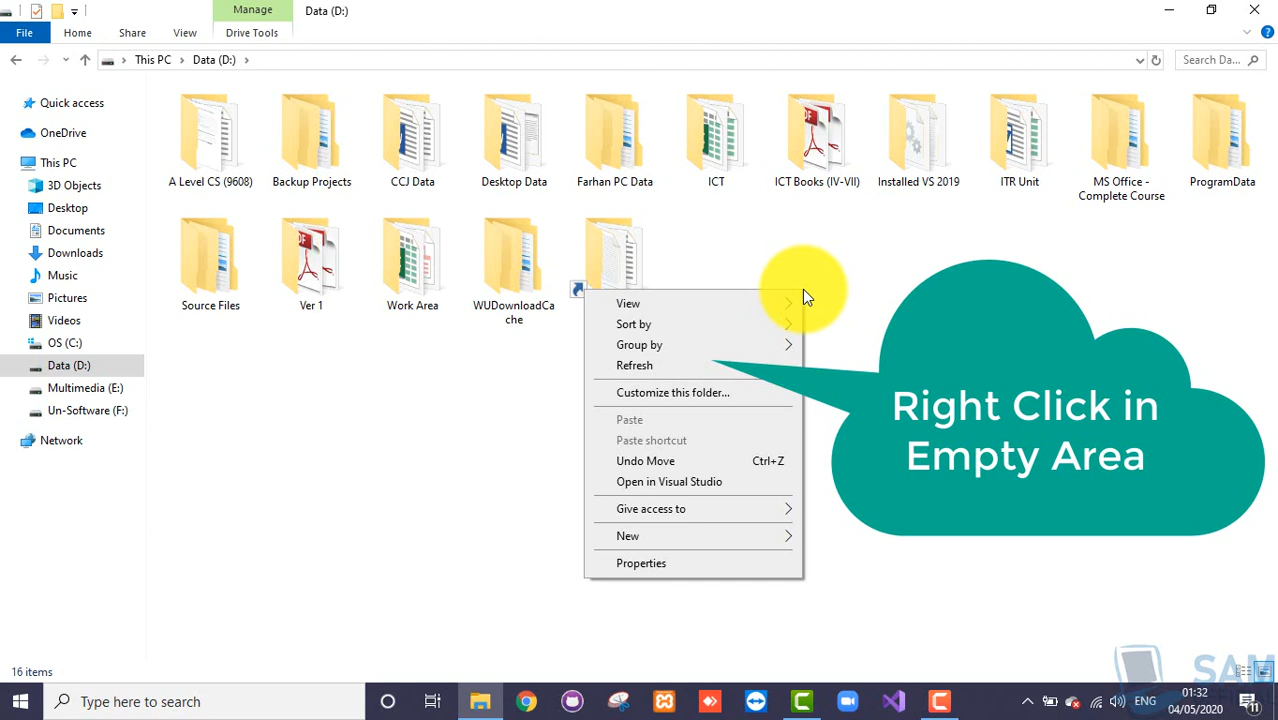 Manage
Data (D:)
File
Home
Share
View
Drive Tools
This PC
Data (D:)
Search Da...
Quick access
OneDrive
This PC
3D Objects
Desktop
Documents
Downloads
Music
Pictures
Videos
OS (C:)
Data (D:)
Multimedia (E:)
Un-Software (F:)
Network
A Level CS (9608)
Backup Projects
CCJ Data
Desktop Data
Farhan PC Data
ICT
ICT Books (IV-VII)
Installed VS 2019
ITR Unit
MS Office -
Complete Course
ProgramData
Source Files
Ver 1
Work Area
WUDownloadCa
che
View
Sort by
Group by
Refresh
Customize this folder...
Paste
Paste shortcut
Undo Move Ctrl+Z
Open in Visual Studio
Give access to
New
Properties
Right Click in
Empty Area
16 items
Type here to search
ENG
01:32
04/05/2020
11
SAM